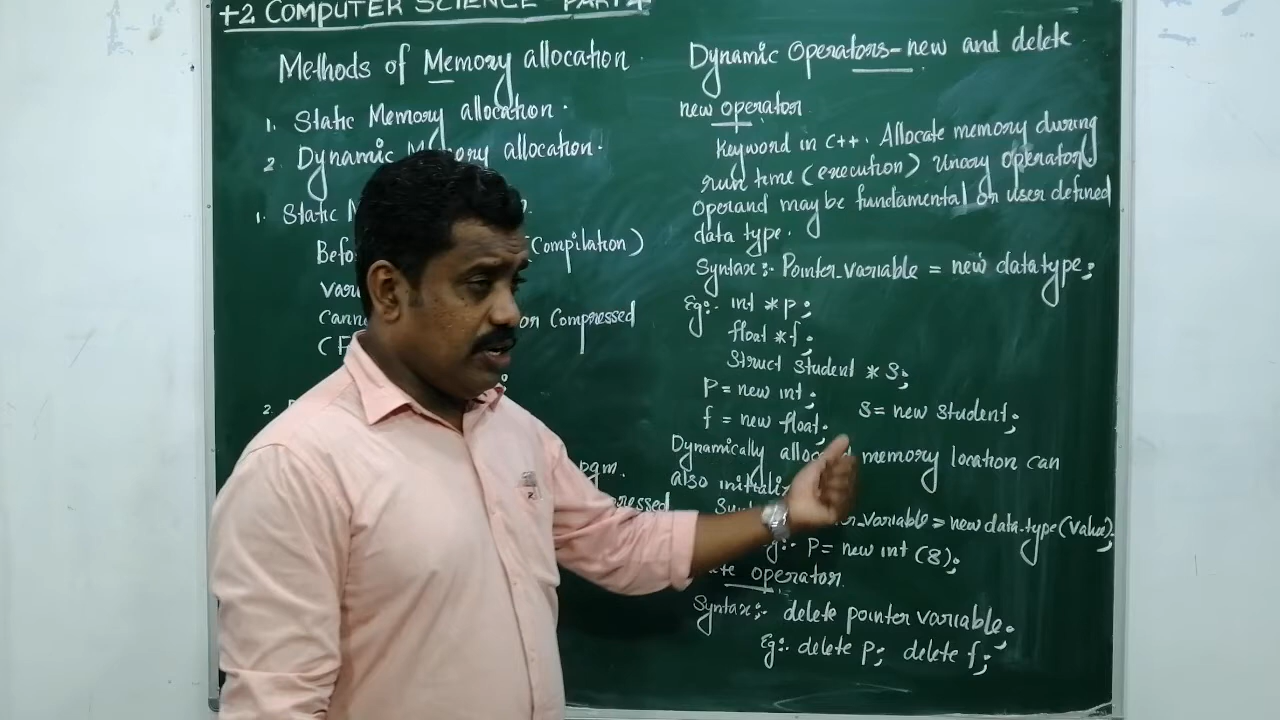 +2 COMPUTER SCIENCE PART
Methods of Memory allocation
1. Static Memory allocation.
2. Dynamic Memory allocation.
1. Static
(Compilation)
or Compressed
2.
pgm.
Dynamic Operators - new and delete
new operator
Keyword in C++. Allocate memory during
run time (execution) Unary operator
operand may be fundamental or user defined
data type.
Syntax:- Pointer_variable = new datatype;
Eg:- int *p;
float *f;
Struct student * s;
P = new int;
f = new float;
s = new student;
Dynamically memory location can
also
variable = new data-type(value);
Eg:- P = new int (8);
operator
Syntax:- delete pointer variable;
Eg:- delete p; delete f;